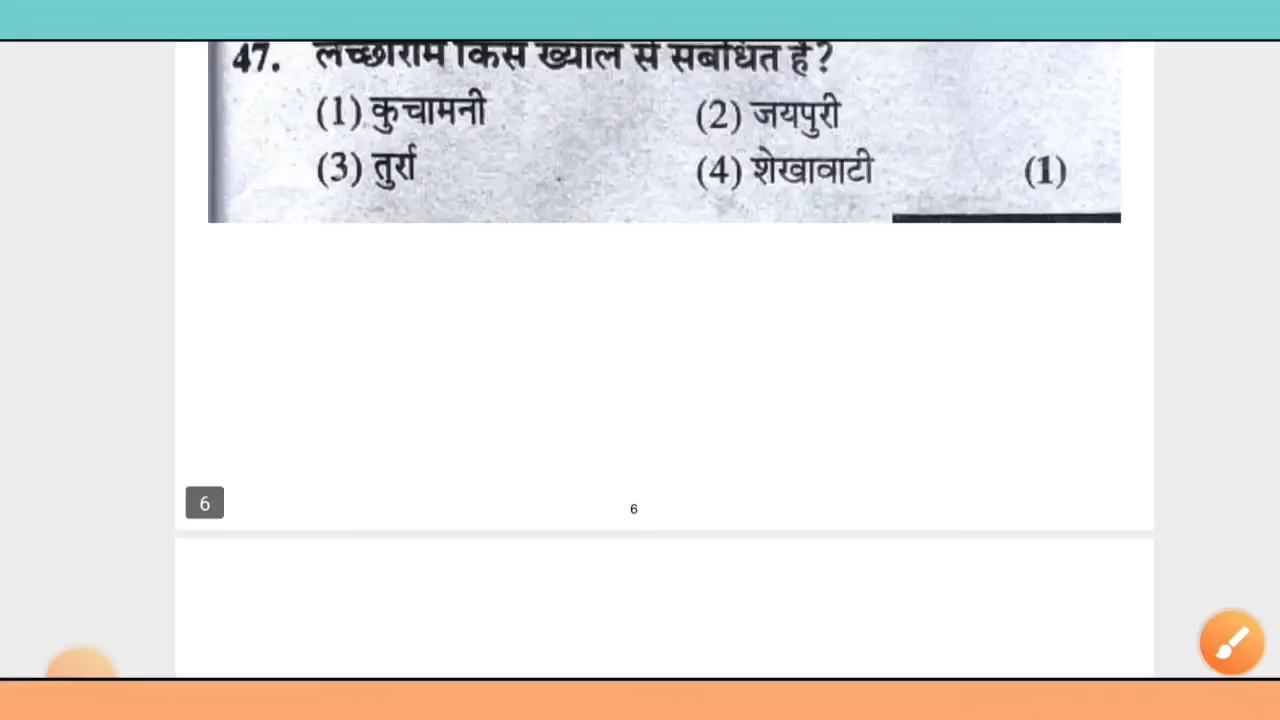 47. लच्छीराम किस ख्याल से संबंधित है?
(1) कुचामनी (2) जयपुरी
(3) तुर्रा (4) शेखावाटी (1)
6
6